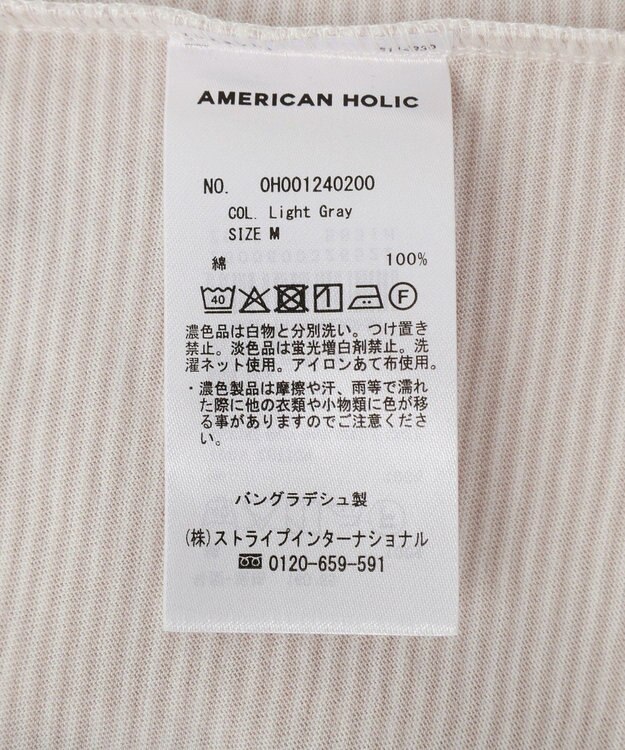 AMERICAN HOLIC
NO. OH001240200
COL. Light Gray
SIZE M
綿 100%
40 F
濃色品は白物と分別洗い。つけ置き
禁止。淡色品は蛍光増白剤禁止。洗
濯ネット使用。アイロンあて布使用。
・濃色製品は摩擦や汗、雨等で濡れ
た際に他の衣類や小物類に色が移
る事がありますのでご注意くださ
い。
バングラデシュ製
(株)ストライプインターナショナル
0120-659-591